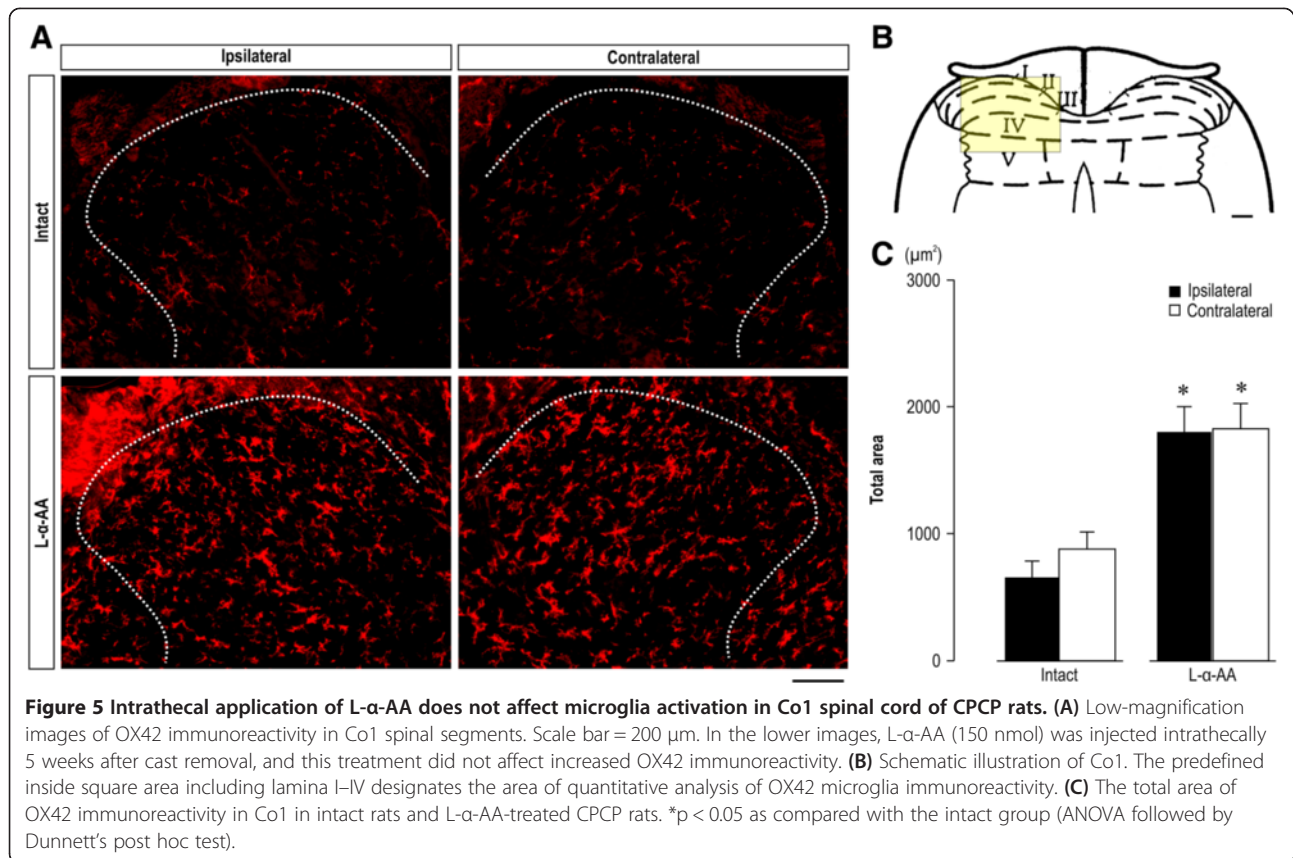 A
Ipsilateral
Contralateral
Intact
L-α-AA
B
I
II
III
IV
V
C
(µm²)
3000
2000
1000
0
Total area
Ipsilateral
Contralateral
*
*
Intact
L-α-AA
Figure 5 Intrathecal application of L-α-AA does not affect microglia activation in Co1 spinal cord of CPCP rats. (A) Low-magnification
images of OX42 immunoreactivity in Co1 spinal segments. Scale bar = 200 µm. In the lower images, L-α-AA (150 nmol) was injected intrathecally
5 weeks after cast removal, and this treatment did not affect increased OX42 immunoreactivity. (B) Schematic illustration of Co1. The predefined
inside square area including lamina I–IV designates the area of quantitative analysis of OX42 microglia immunoreactivity. (C) The total area of
OX42 immunoreactivity in Co1 in intact rats and L-α-AA-treated CPCP rats. *p < 0.05 as compared with the intact group (ANOVA followed by
Dunnett's post hoc test).